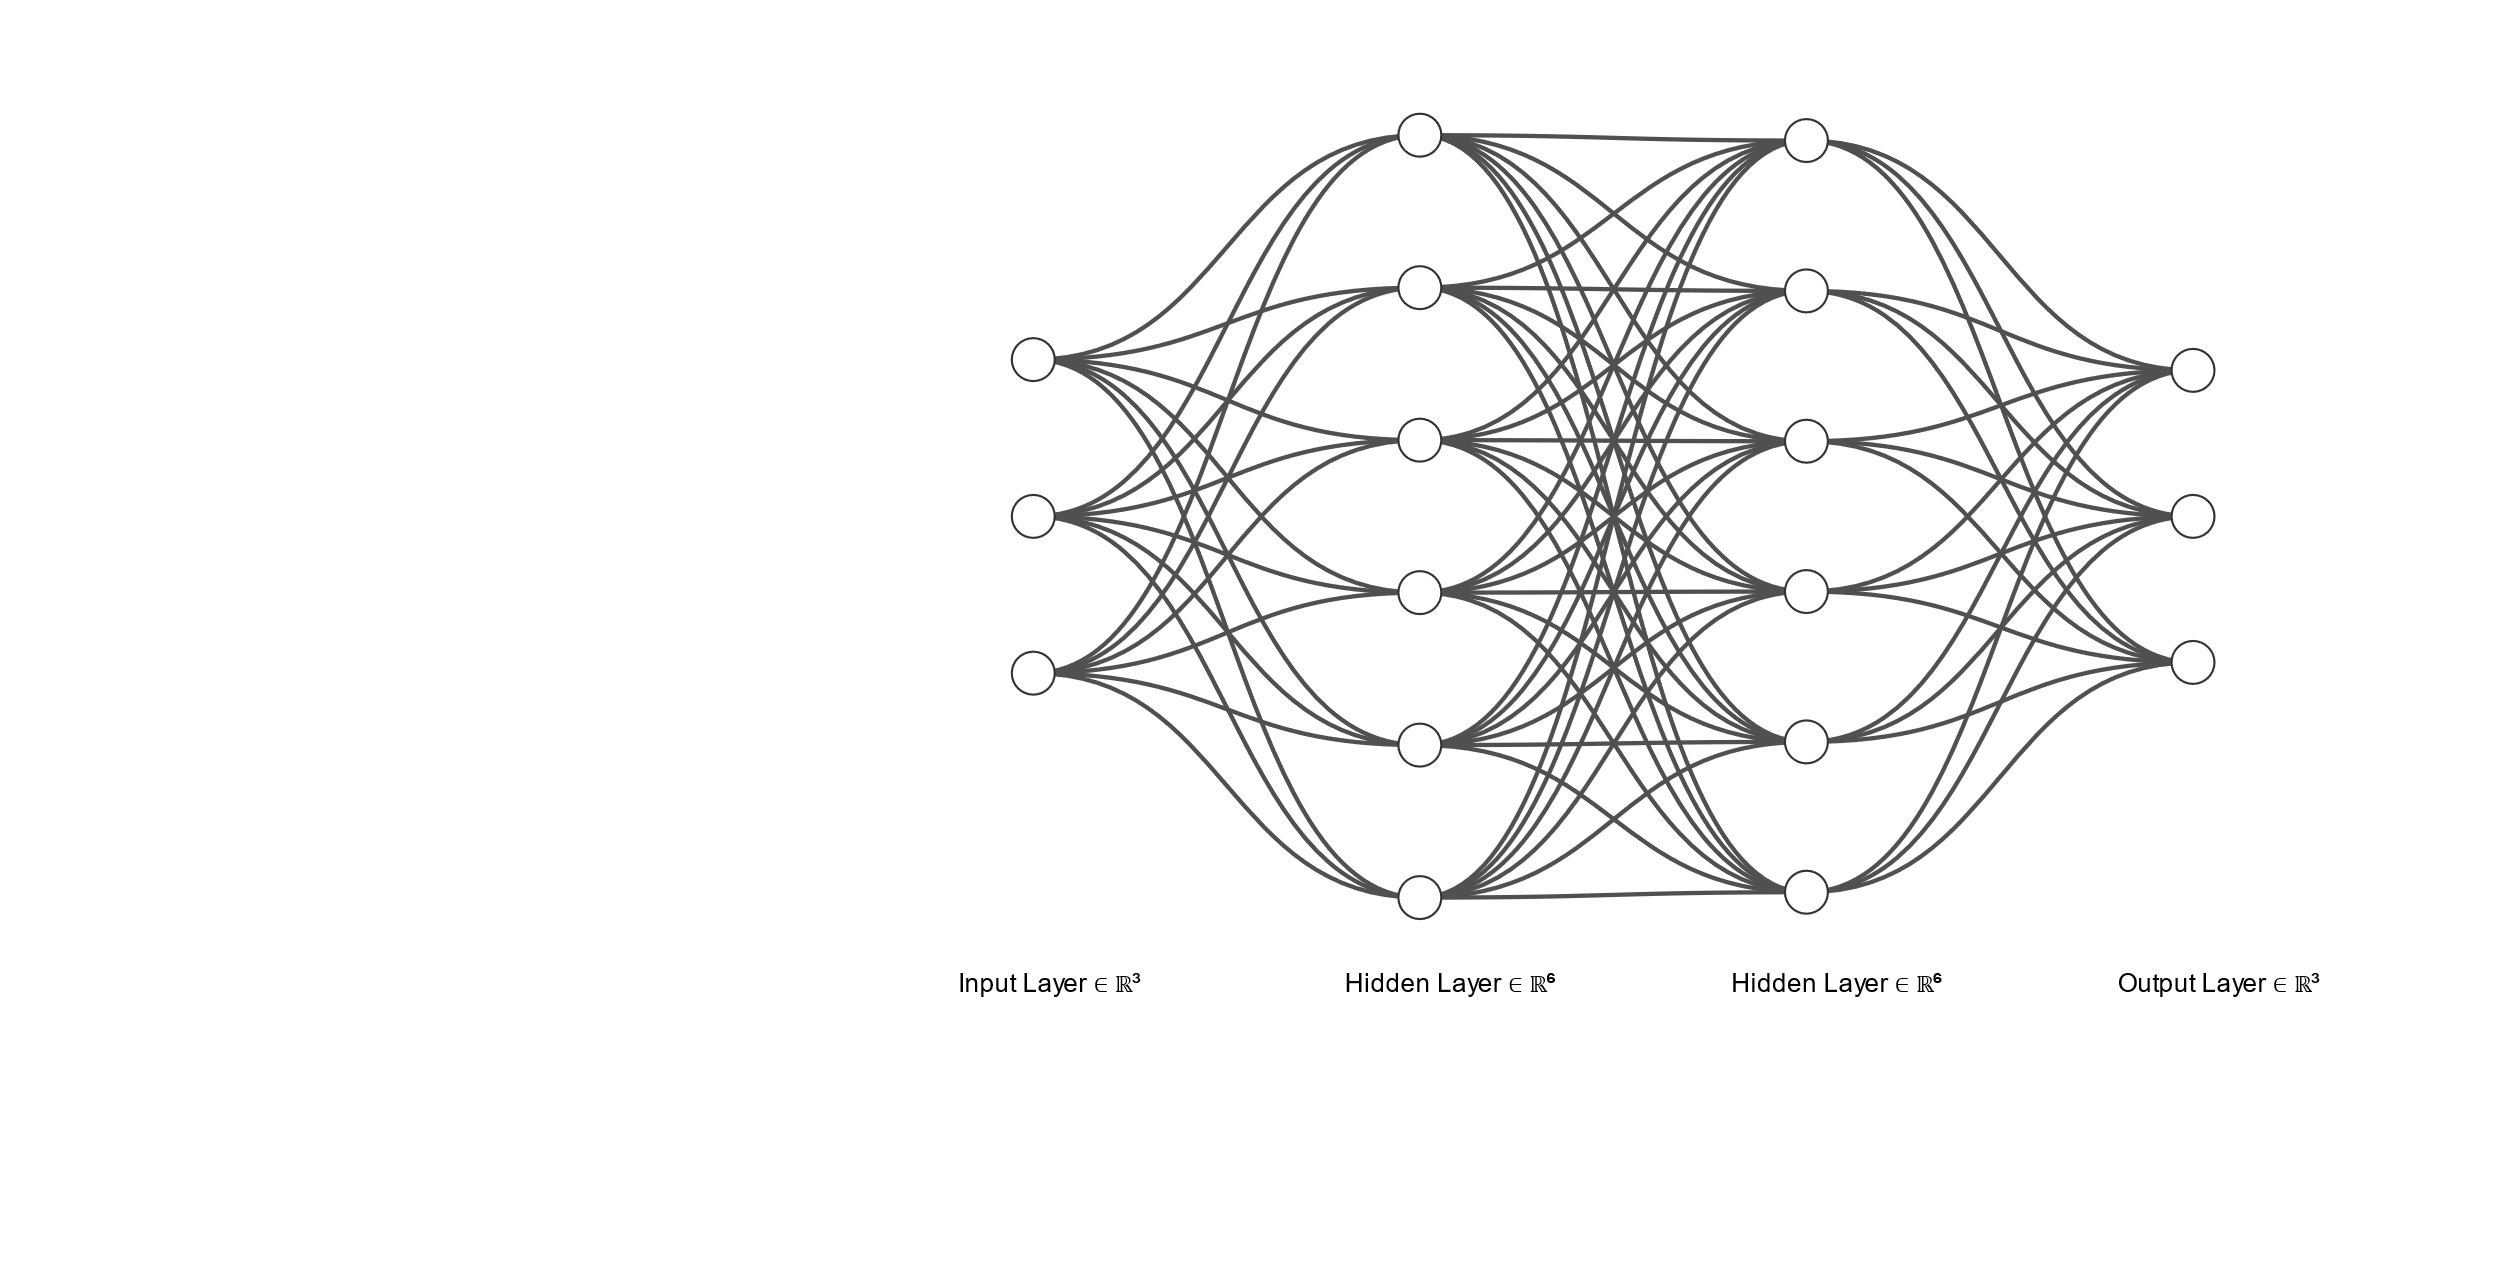 Input Layer ∈ ℝ³
Hidden Layer ∈ ℝ⁶
Hidden Layer ∈ ℝ⁶
Output Layer ∈ ℝ³